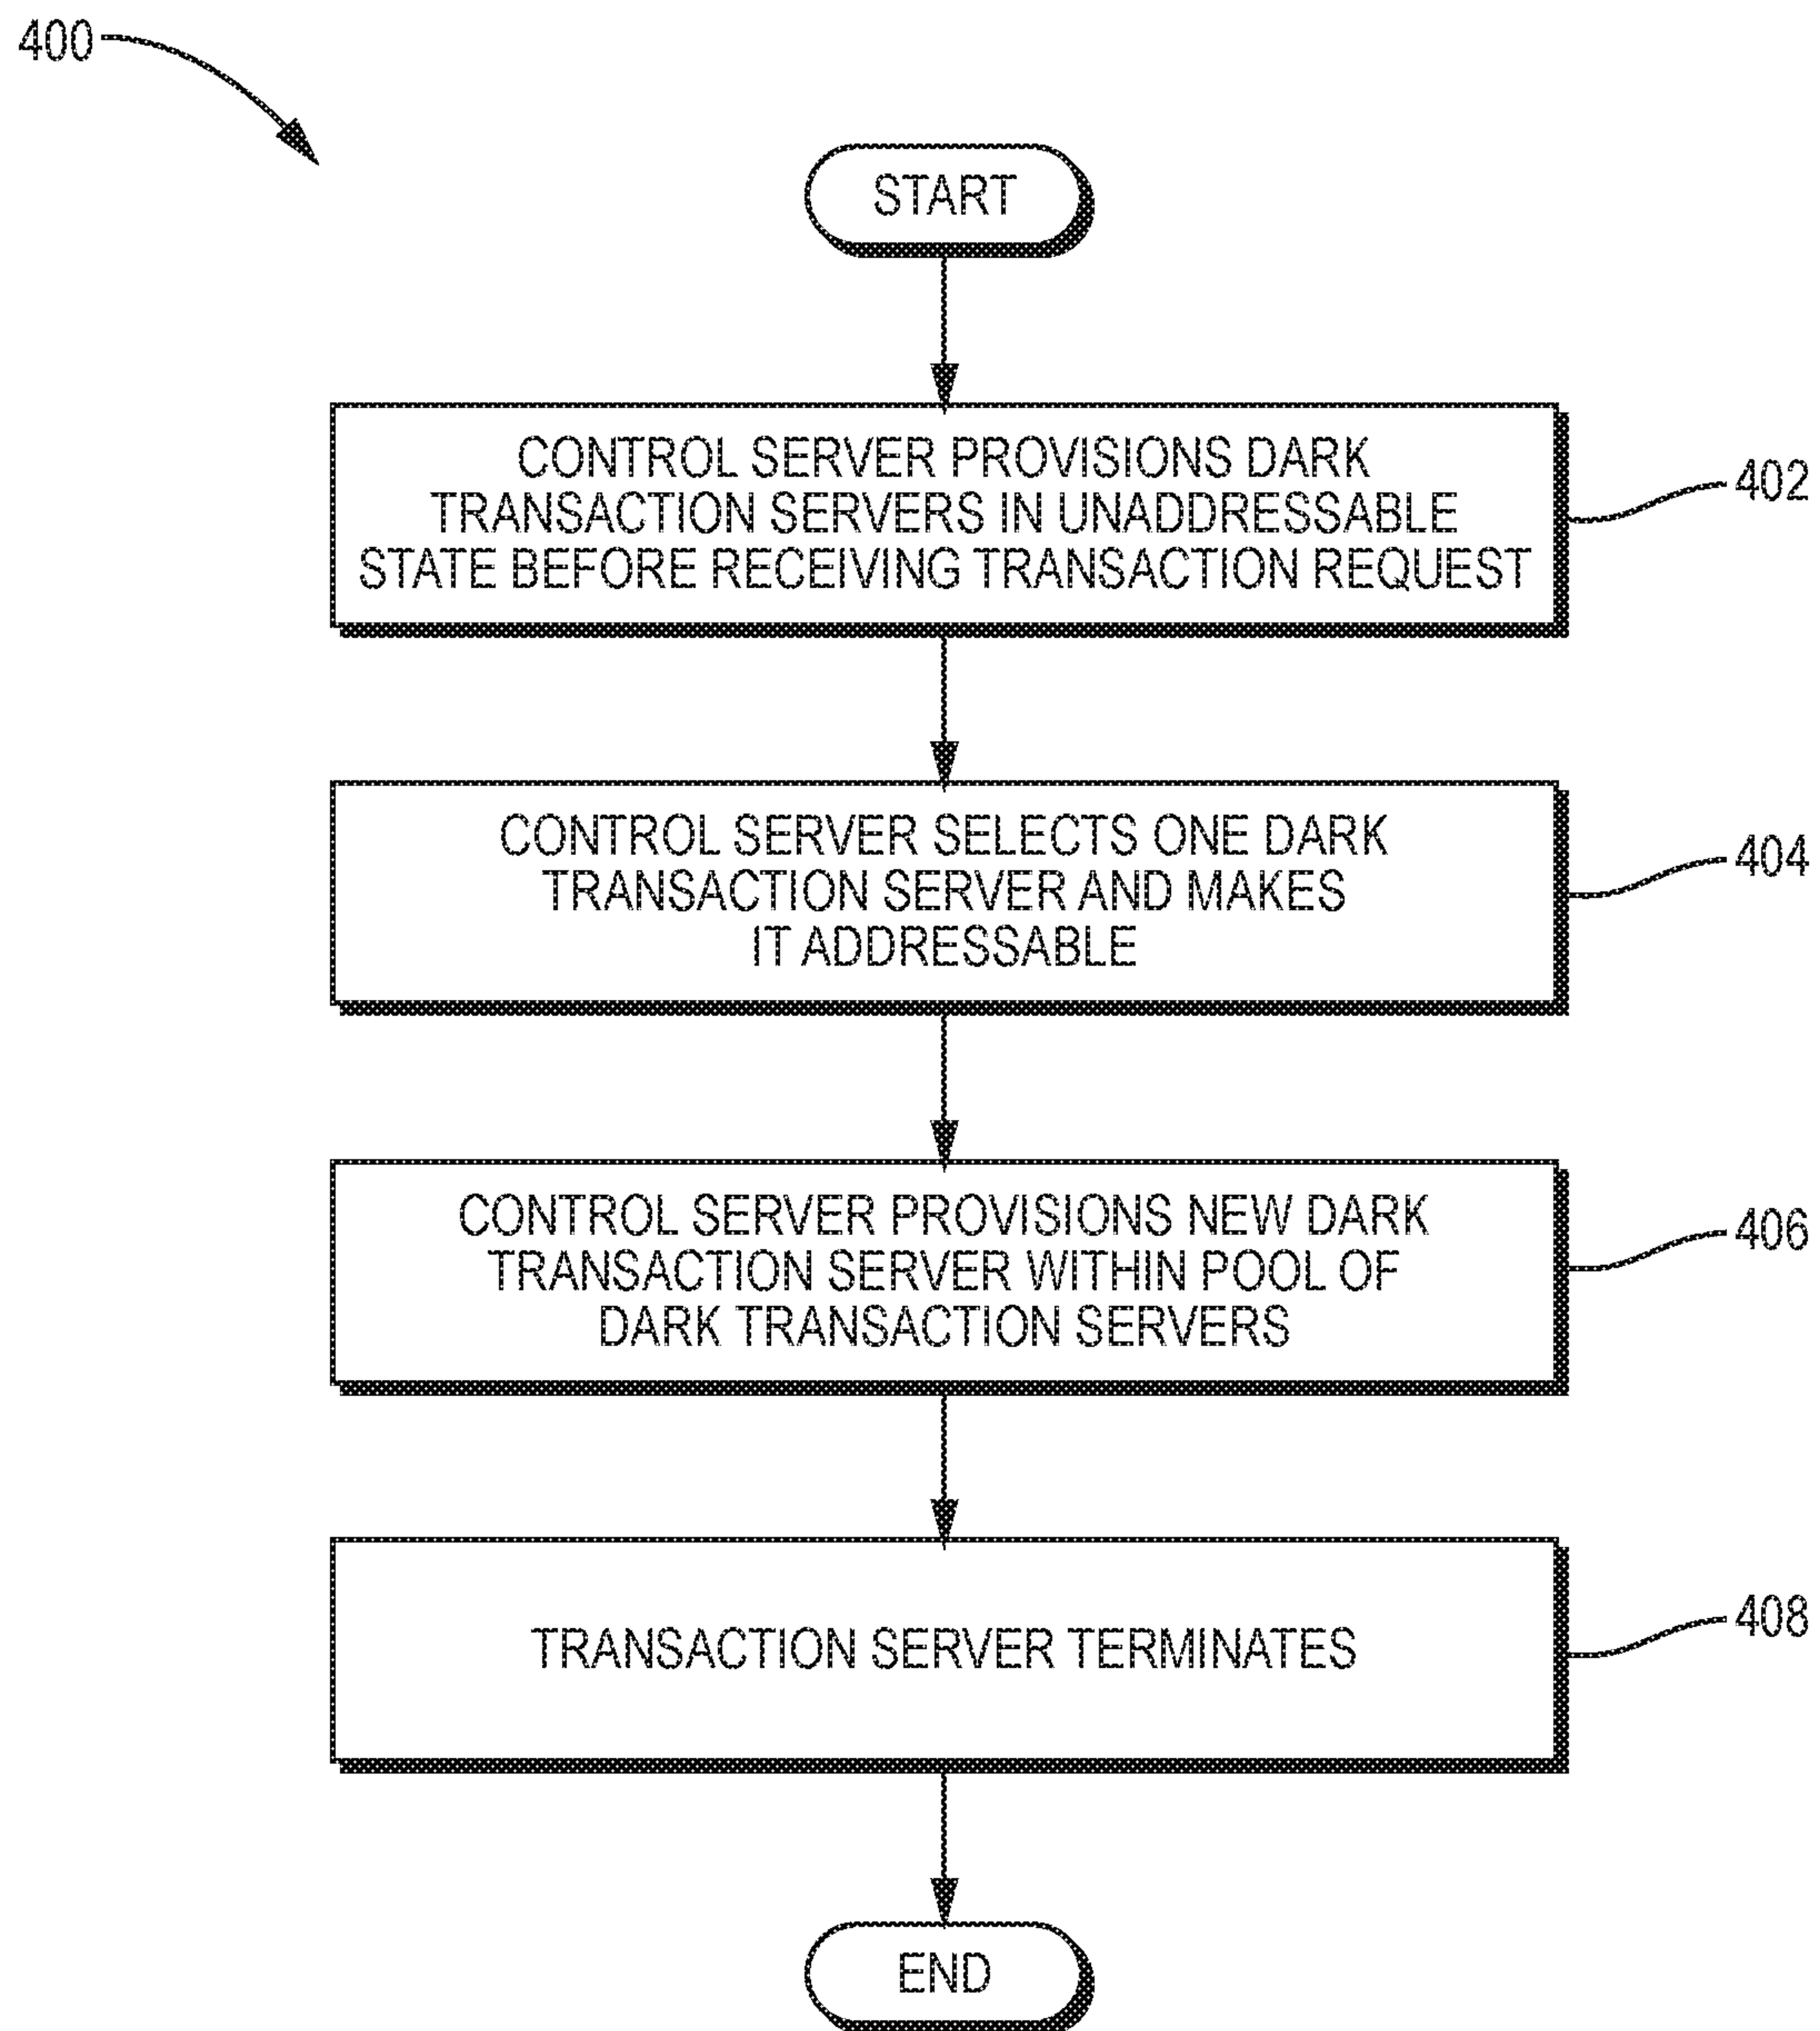 400
START
CONTROL SERVER PROVISIONS DARK
TRANSACTION SERVERS IN UNADDRESSABLE
STATE BEFORE RECEIVING TRANSACTION REQUEST
402
CONTROL SERVER SELECTS ONE DARK
TRANSACTION SERVER AND MAKES
IT ADDRESSABLE
404
CONTROL SERVER PROVISIONS NEW DARK
TRANSACTION SERVER WITHIN POOL OF
DARK TRANSACTION SERVERS
406
TRANSACTION SERVER TERMINATES
408
END